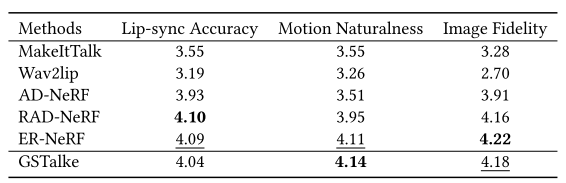 Methods Lip-sync Accuracy Motion Naturalness Image Fidelity
MakeItTalk 3.55 3.55 3.28
Wav2lip 3.19 3.26 2.70
AD-NeRF 3.93 3.51 3.91
RAD-NeRF 4.10 3.95 4.16
ER-NeRF 4.09 4.11 4.22
GSTalke 4.04 4.14 4.18